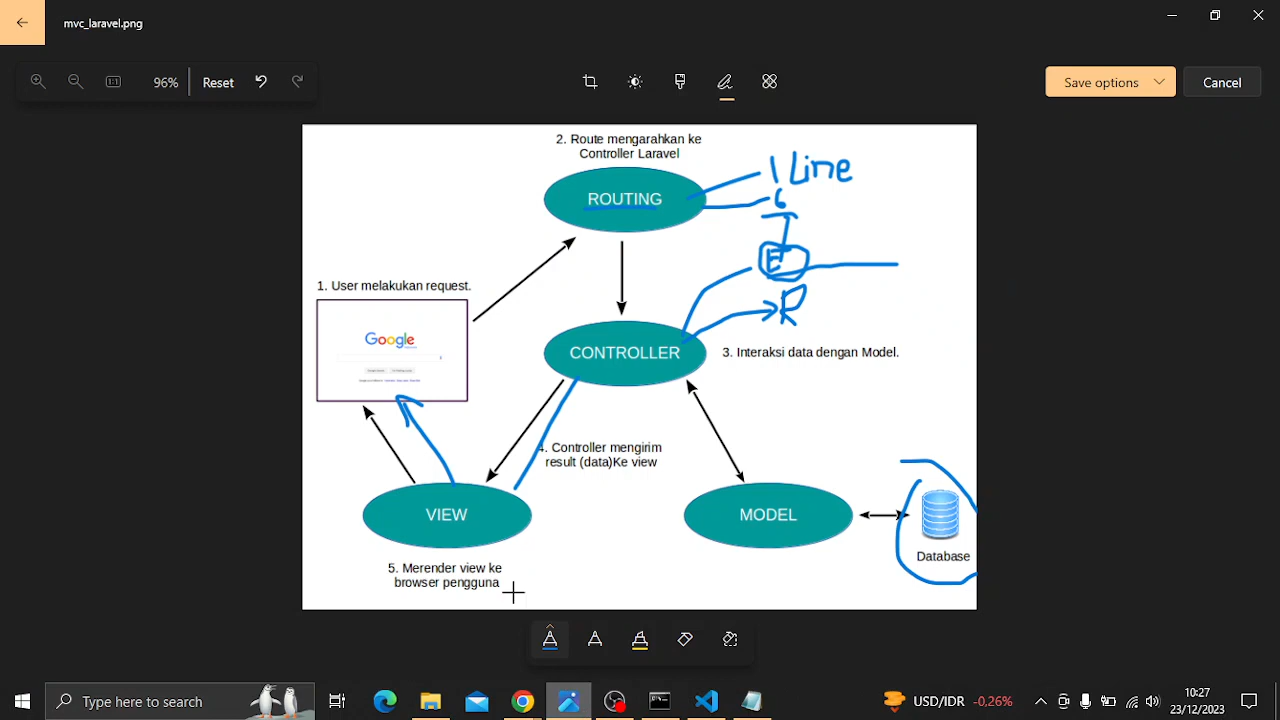 mvc_laravel.png
96%
Reset
Save options
Cancel
2. Route mengarahkan ke
Controller Laravel
ROUTING
1 Line
6
E
R
1. User melakukan request.
Google
CONTROLLER
3. Interaksi data dengan Model.
4. Controller mengirim
result (data)Ke view
VIEW
MODEL
Database
5. Merender view ke
browser pengguna
Type here to search
USD/IDR -0,26%
10:27
23/12/2023